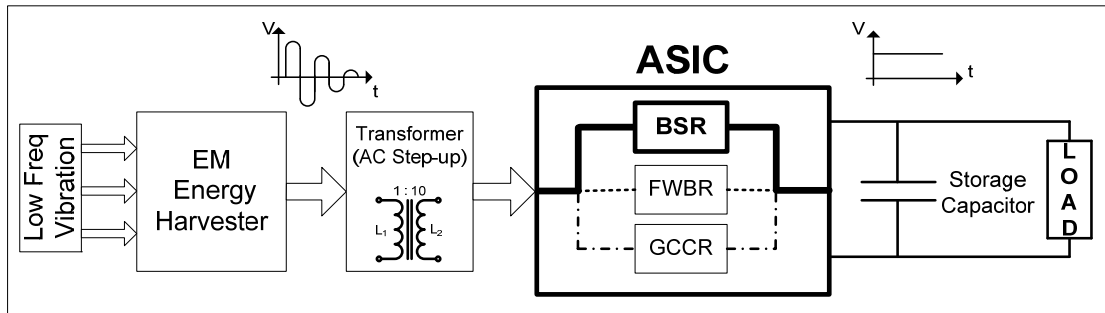 Low Freq
Vibration
EM
Energy
Harvester
V
t
Transformer
(AC Step-up)
1 : 10
L1
L2
ASIC
BSR
FWBR
GCCR
V
t
Storage
Capacitor
LOAD